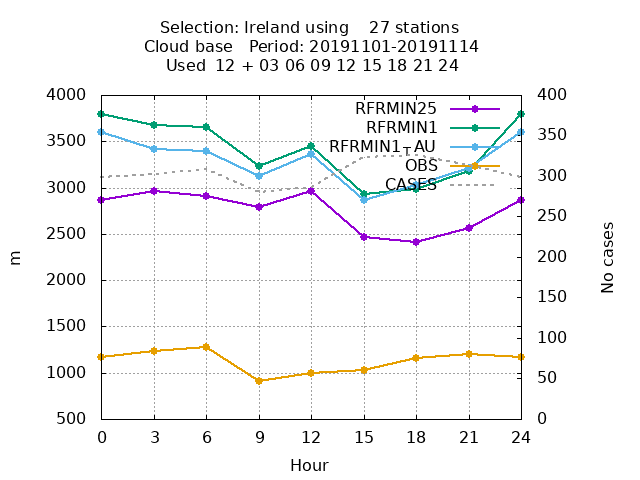 Selection: Ireland using 27 stations
Cloud base Period: 20191101-20191114
Used 12 + 03 06 09 12 15 18 21 24
4000
3500
3000
2500
2000
1500
1000
500
m
400
350
300
250
200
150
100
50
0
No cases
RFRMIN25
RFRMIN1
RFRMIN1_TAU
OBS
CASES
0 3 6 9 12 15 18 21 24
Hour